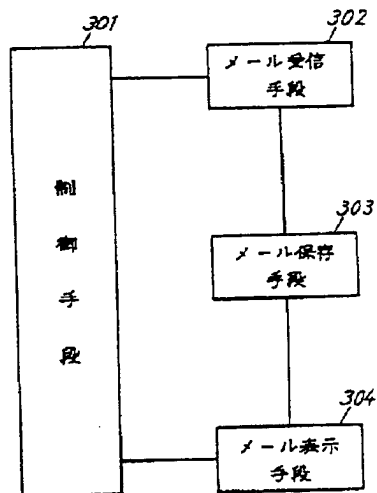 301
302
メール受信
手段
制御手段
303
メール保存
手段
304
メール表示
手段